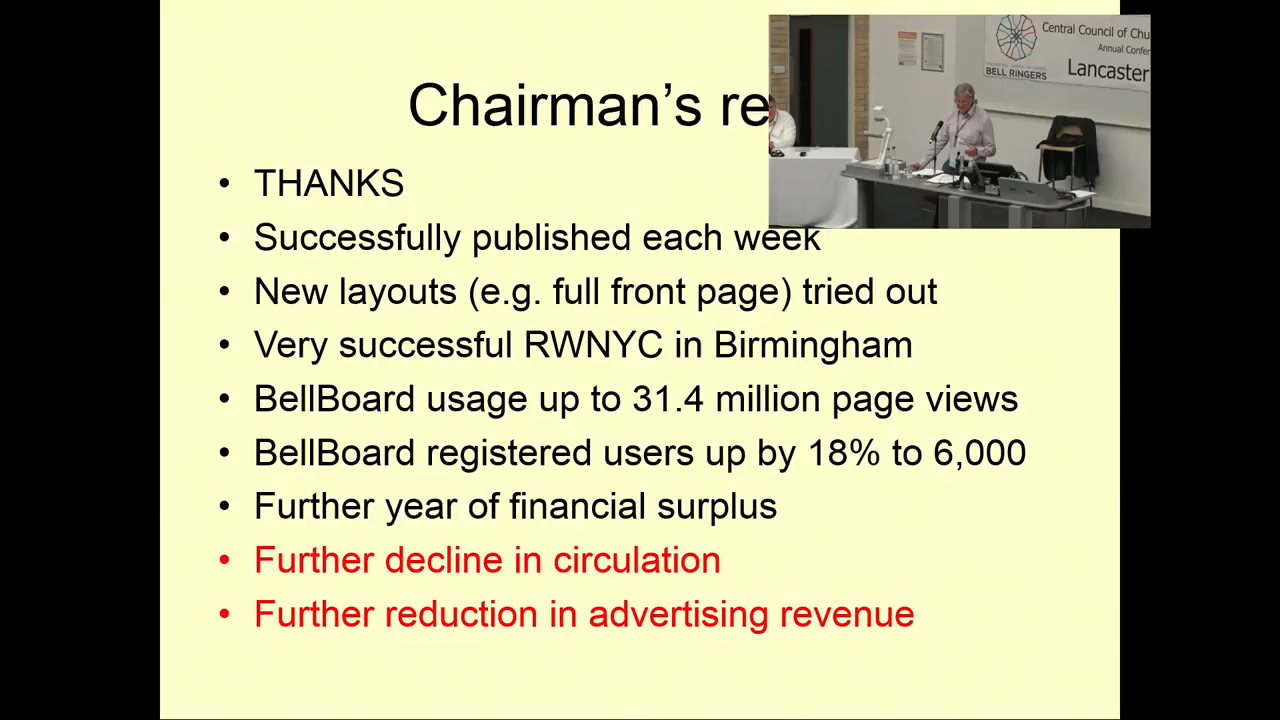 Chairman's re
• THANKS
• Successfully published each week
• New layouts (e.g. full front page) tried out
• Very successful RWNYC in Birmingham
• BellBoard usage up to 31.4 million page views
• BellBoard registered users up by 18% to 6,000
• Further year of financial surplus
• Further decline in circulation
• Further reduction in advertising revenue
Central Council of Chu
Annual Confer
BELL RINGERS
Lancaster